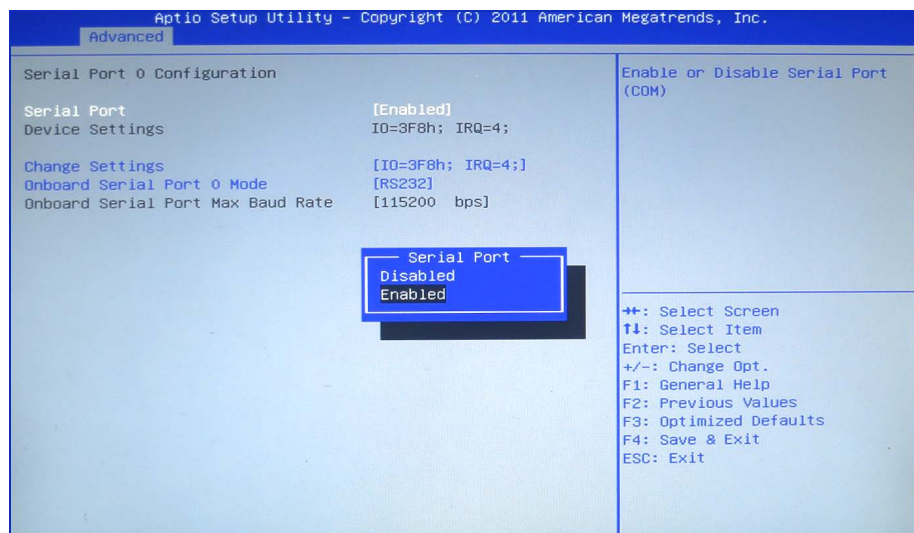 Aptio Setup Utility – Copyright (C) 2011 American Megatrends, Inc.
Advanced
Serial Port 0 Configuration
Serial Port [Enabled]
Device Settings IO=3F8h; IRQ=4;
Change Settings [IO=3F8h; IRQ=4;]
Onboard Serial Port 0 Mode [RS232]
Onboard Serial Port Max Baud Rate [115200 bps]
Serial Port
Disabled
Enabled
Enable or Disable Serial Port
(COM)
→←: Select Screen
↑↓: Select Item
Enter: Select
+/-: Change Opt.
F1: General Help
F2: Previous Values
F3: Optimized Defaults
F4: Save & Exit
ESC: Exit